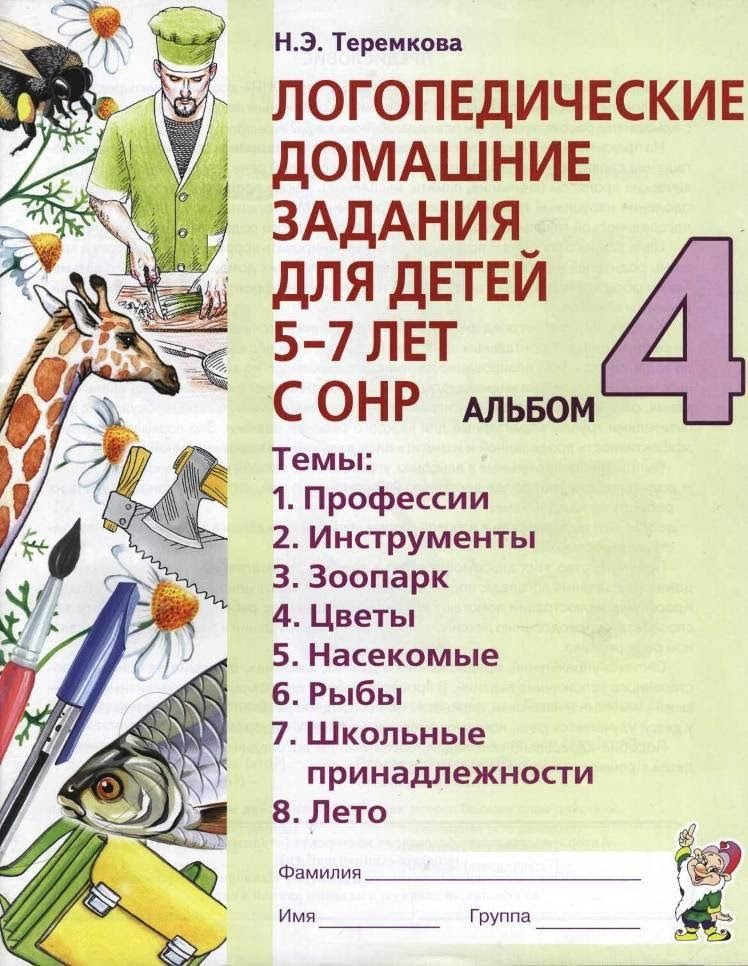 Н.Э. Теремкова
ЛОГОПЕДИЧЕСКИЕ
ДОМАШНИЕ
ЗАДАНИЯ
ДЛЯ ДЕТЕЙ
5-7 ЛЕТ
С ОНР АЛЬБОМ 4
Темы:
1. Профессии
2. Инструменты
3. Зоопарк
4. Цветы
5. Насекомые
6. Рыбы
7. Школьные
принадлежности
8. Лето
Фамилия
Имя Группа